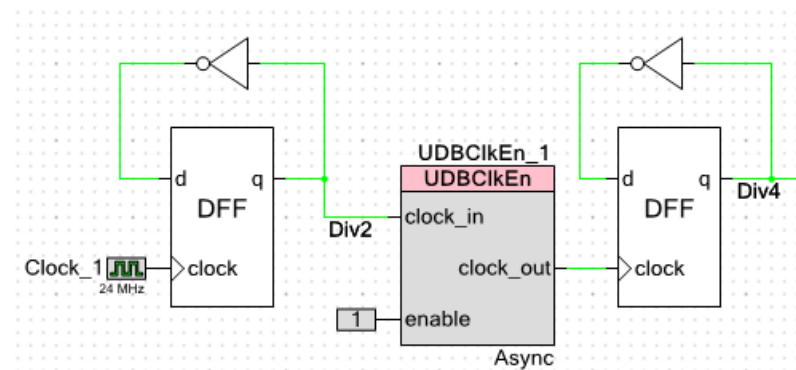 UDBClkEn_1
UDBClkEn
d
q
DFF
Div2
clock_in
d
q
DFF
Div4
Clock_1
24 MHz
clock
clock_out
clock
1
enable
Async